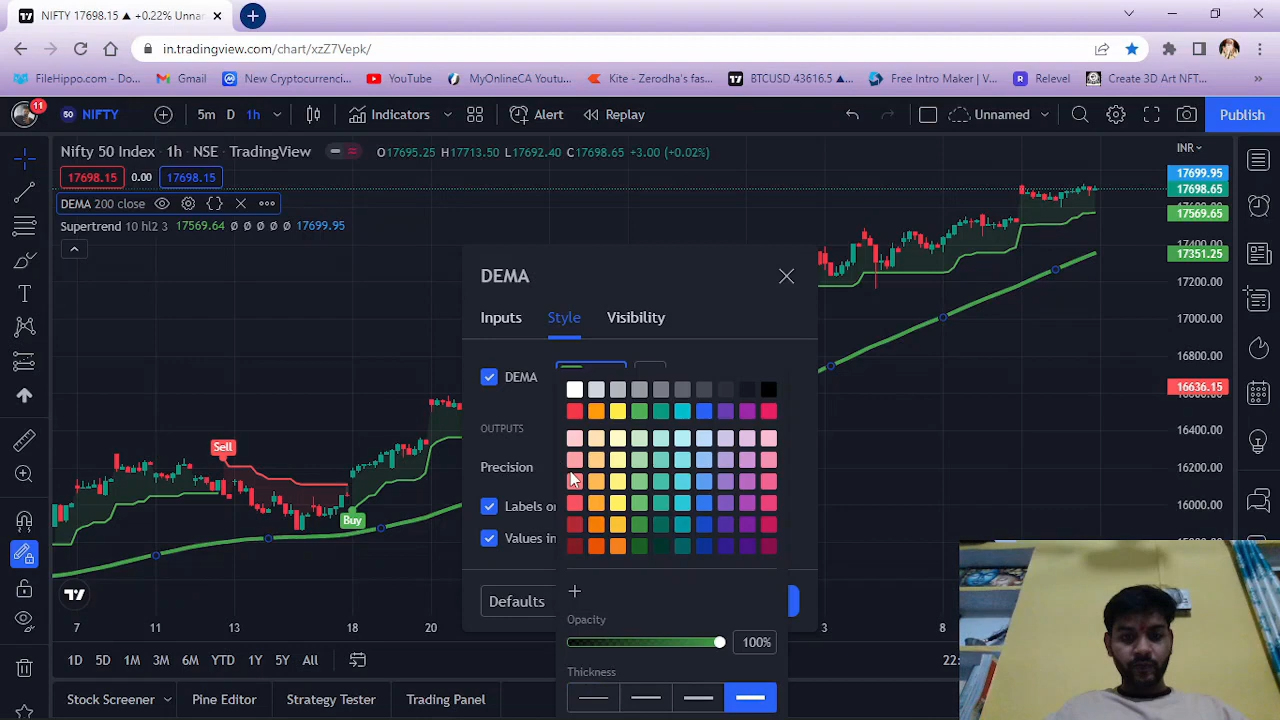 NIFTY 17698.15 ▲ +0.22% Unnar
in.tradingview.com/chart/xzZ7Vepk/
FileHippo.com - Do...
Gmail
New Cryptocurrenci...
YouTube
MyOnlineCA Youtu...
Kite - Zerodha's fas...
BTCUSD 43616.5 ▲...
Free Intro Maker | V...
Relevel
Create 3D Art NFT...
»
11
50 NIFTY
5m D 1h
Indicators
Alert
Replay
Unnamed
Publish
Nifty 50 Index · 1h · NSE · TradingView
O17695.25 H17713.50 L17692.40 C17698.65 +3.00 (+0.02%)
INR
17698.15 0.00 17698.15
DEMA 200 close
Supertrend 10 hl2 3 17569.64 Ø Ø Ø Ø Ø 17699.95
17699.95
17698.65
17569.65
17400.00
17351.25
17200.00
17000.00
16800.00
16636.15
16400.00
16200.00
16000.00
Sell
Buy
DEMA
Inputs
Style
Visibility
DEMA
OUTPUTS
Precision
Labels on
Values in
Defaults
Opacity
100%
Thickness
7 11 13 18 20 3 8
1D 5D 1M 3M 6M YTD 1Y 5Y All
22:
Stock Screener
Pine Editor
Strategy Tester
Trading Panel